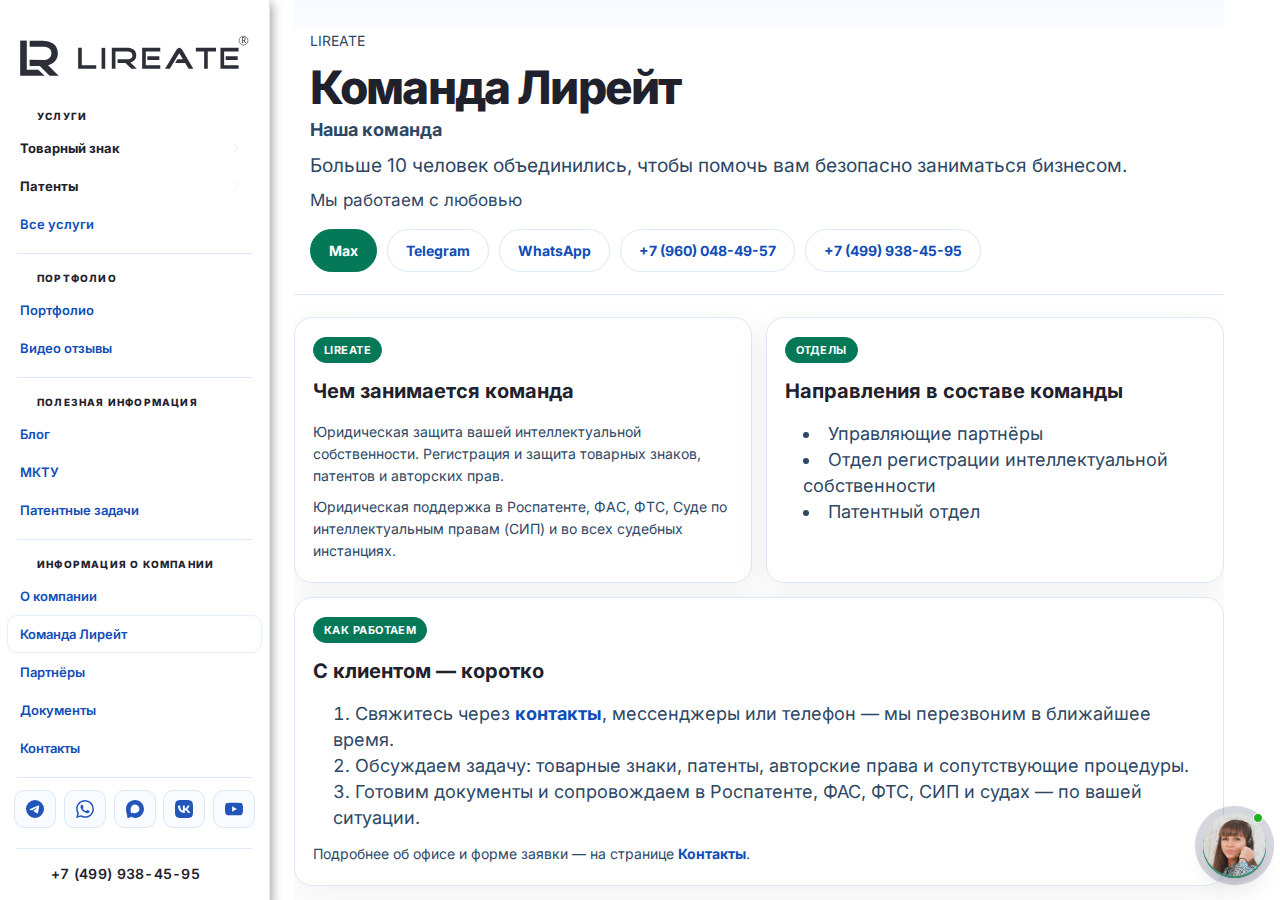 LIREATE®
УСЛУГИ
Товарный знак
Патенты
Все услуги
ПОРТФОЛИО
Портфолио
Видео отзывы
ПОЛЕЗНАЯ ИНФОРМАЦИЯ
Блог
МКТУ
Патентные задачи
ИНФОРМАЦИЯ О КОМПАНИИ
О компании
Команда Лирейт
Партнёры
Документы
Контакты
+7 (499) 938-45-95
LIREATE
Команда Лирейт
Наша команда
Больше 10 человек объединились, чтобы помочь вам безопасно заниматься бизнесом.
Мы работаем с любовью
Max
Telegram
WhatsApp
+7 (960) 048-49-57
+7 (499) 938-45-95
LIREATE
Чем занимается команда
Юридическая защита вашей интеллектуальной
собственности. Регистрация и защита товарных знаков,
патентов и авторских прав.
Юридическая поддержка в Роспатенте, ФАС, ФТС, Суде по
интеллектуальным правам (СИП) и во всех судебных
инстанциях.
ОТДЕЛЫ
Направления в составе команды
• Управляющие партнёры
• Отдел регистрации интеллектуальной
собственности
• Патентный отдел
КАК РАБОТАЕМ
С клиентом — коротко
1. Свяжитесь через контакты, мессенджеры или телефон — мы перезвоним в ближайшее
время.
2. Обсуждаем задачу: товарные знаки, патенты, авторские права и сопутствующие процедуры.
3. Готовим документы и сопровождаем в Роспатенте, ФАС, ФТС, СИП и судах — по вашей
ситуации.
Подробнее об офисе и форме заявки — на странице Контакты.